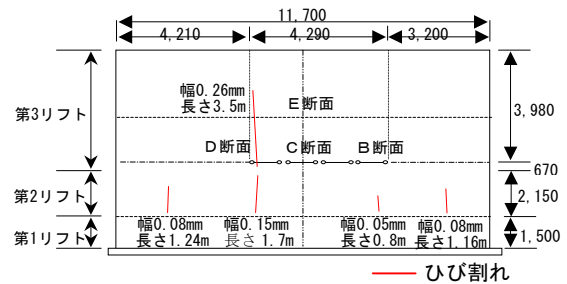 11,700
4,210
4,290
3,200
幅0.26mm
長さ3.5m
E断面
第3リフト
3,980
D断面
C断面
B断面
670
第2リフト
2,150
幅0.08mm
長さ1.24m
幅0.15mm
長さ 1.7m
幅0.05mm
長さ0.8m
幅0.08mm
長さ1.16m
第1リフト
1,500
ひび割れ